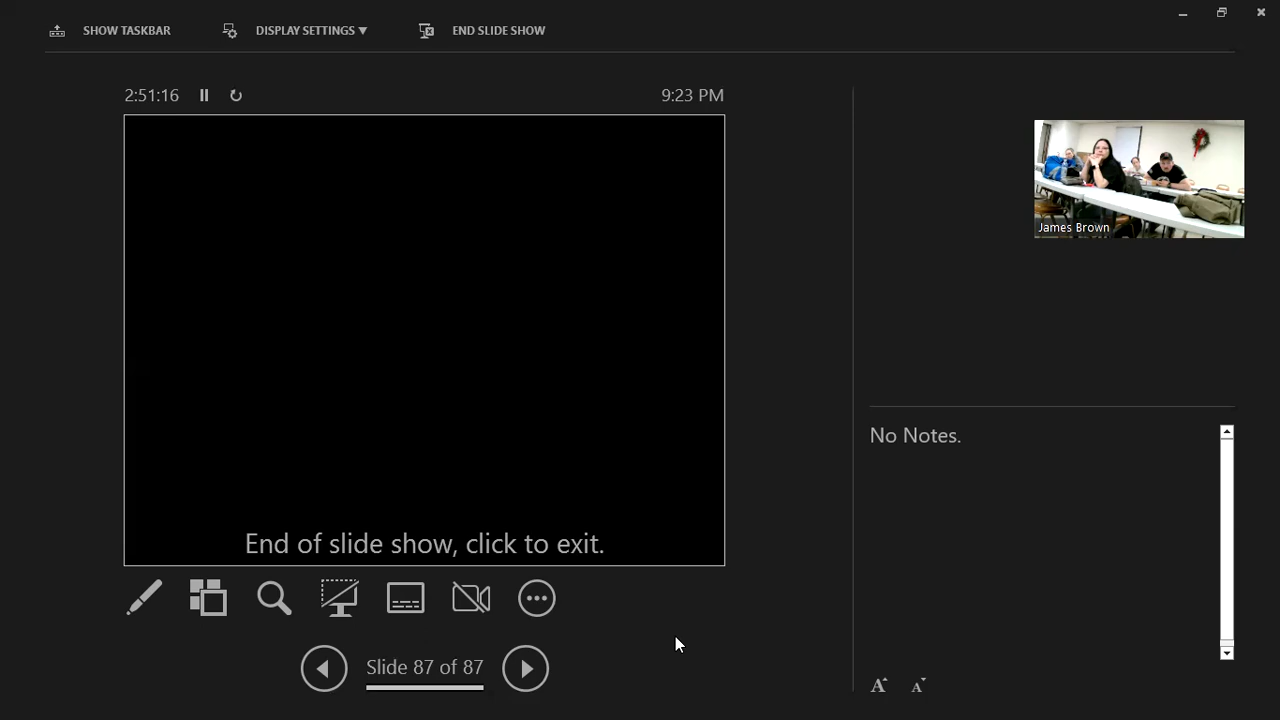 SHOW TASKBAR
DISPLAY SETTINGS ▼
END SLIDE SHOW
2:51:16
9:23 PM
James Brown
No Notes.
End of slide show, click to exit.
Slide 87 of 87
A A